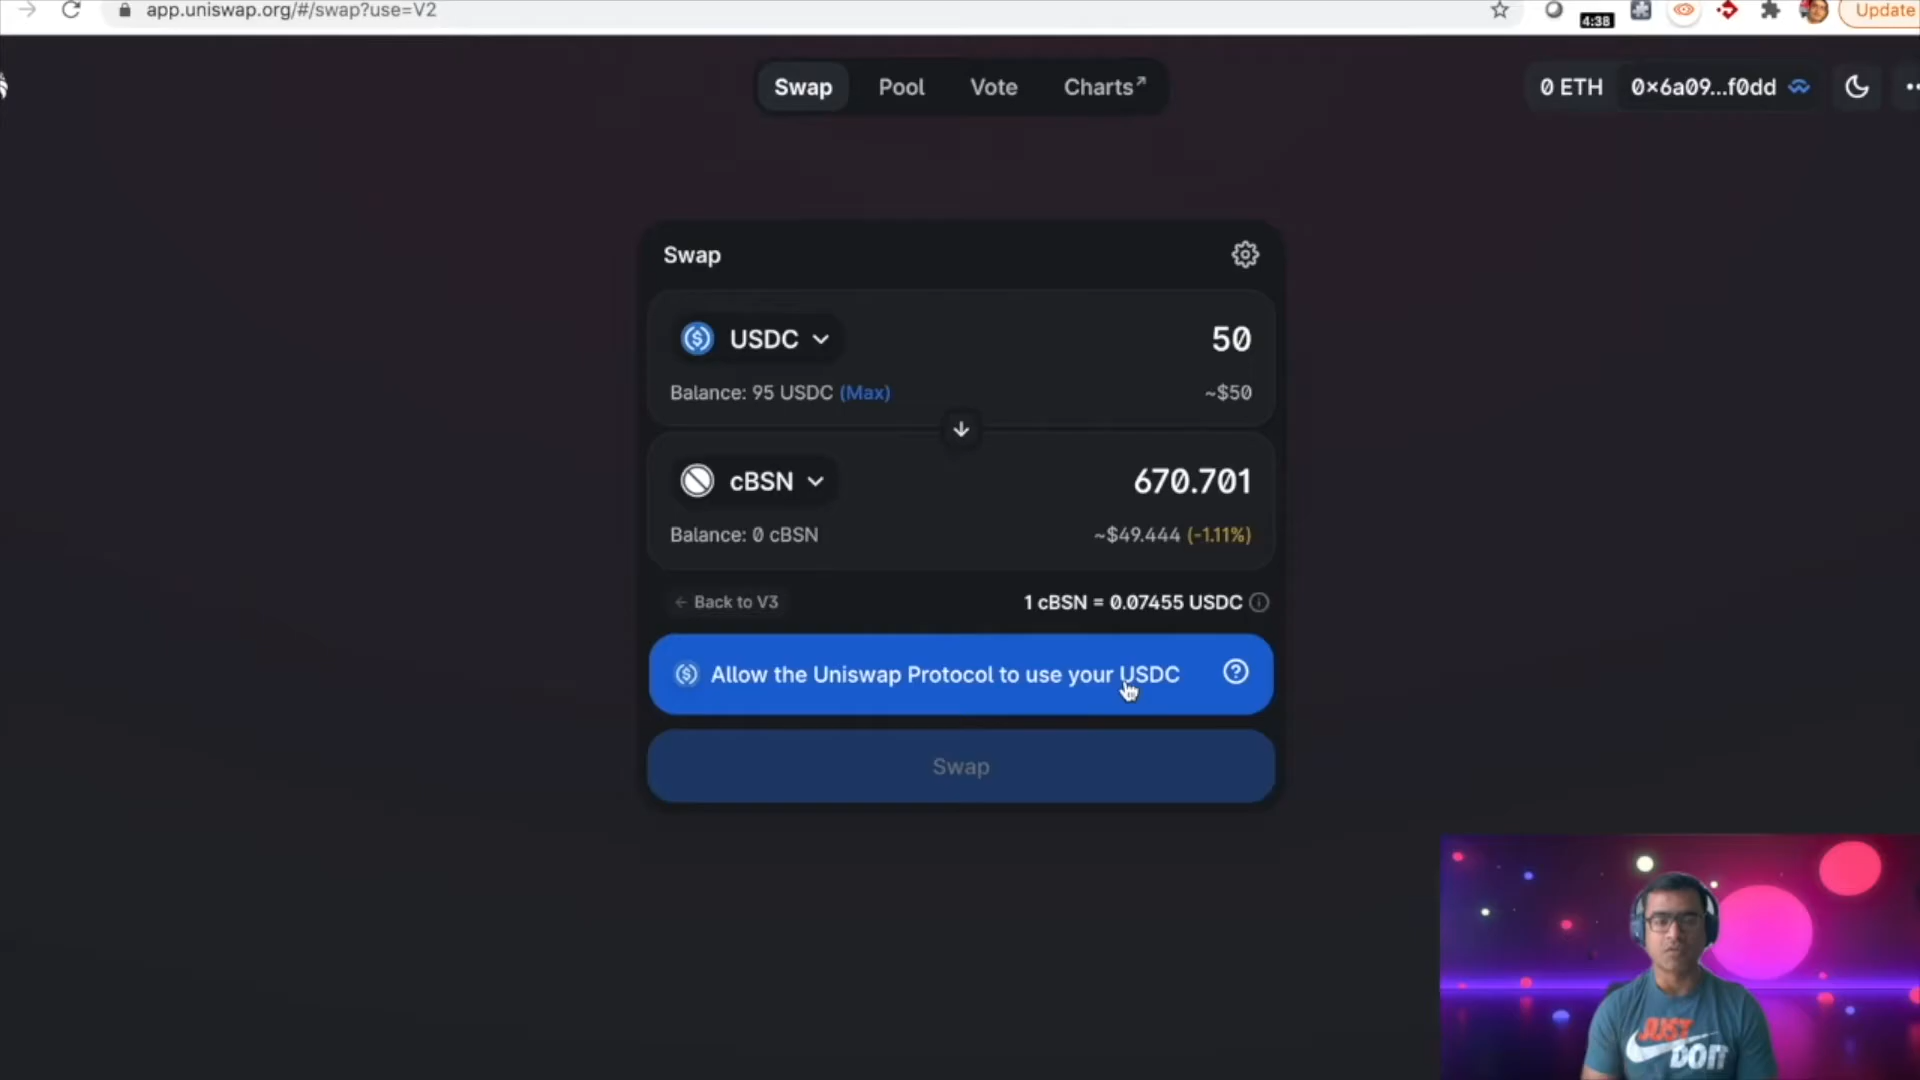 app.uniswap.org/#/swap?use=V2
4:38
Update
Swap
Pool
Vote
Charts↗
0 ETH
0×6a09...f0dd
Swap
USDC
50
Balance: 95 USDC (Max)
~$50
cBSN
670.701
Balance: 0 cBSN
~$49.444 (-1.11%)
← Back to V3
1 cBSN = 0.07455 USDC
Allow the Uniswap Protocol to use your USDC
Swap
JUST
DO IT